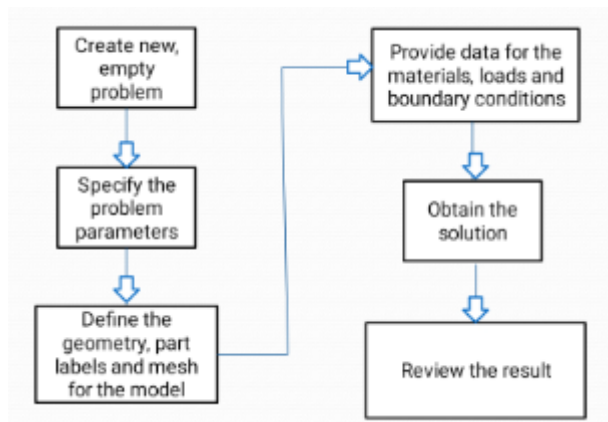 Create new,
empty
problem
Specify the
problem
parameters
Define the
geometry, part
labels and mesh
for the model
Provide data for the
materials, loads and
boundary conditions
Obtain the
solution
Review the result